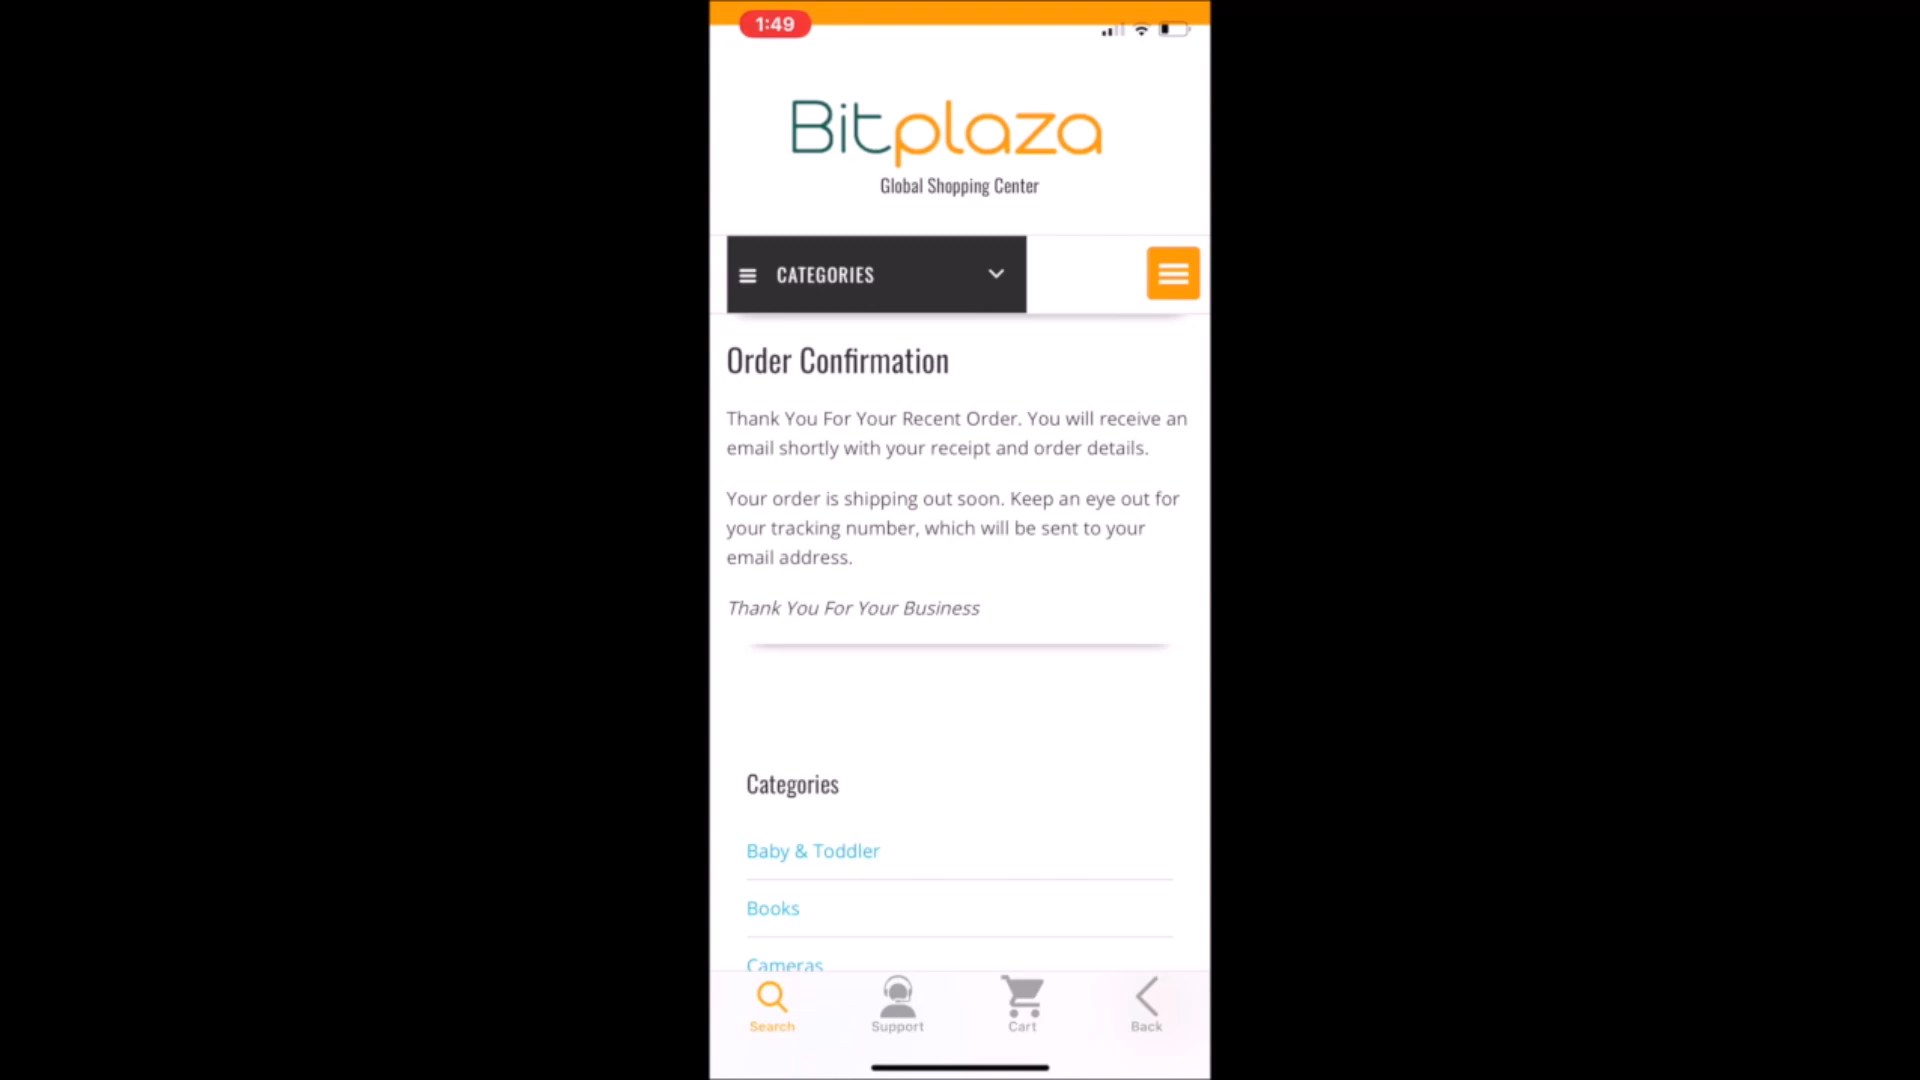 1:49
Bitplaza
Global Shopping Center
CATEGORIES
Order Confirmation
Thank You For Your Recent Order. You will receive an
email shortly with your receipt and order details.
Your order is shipping out soon. Keep an eye out for
your tracking number, which will be sent to your
email address.
Thank You For Your Business
Categories
Baby & Toddler
Books
Cameras
Search
Support
Cart
Back